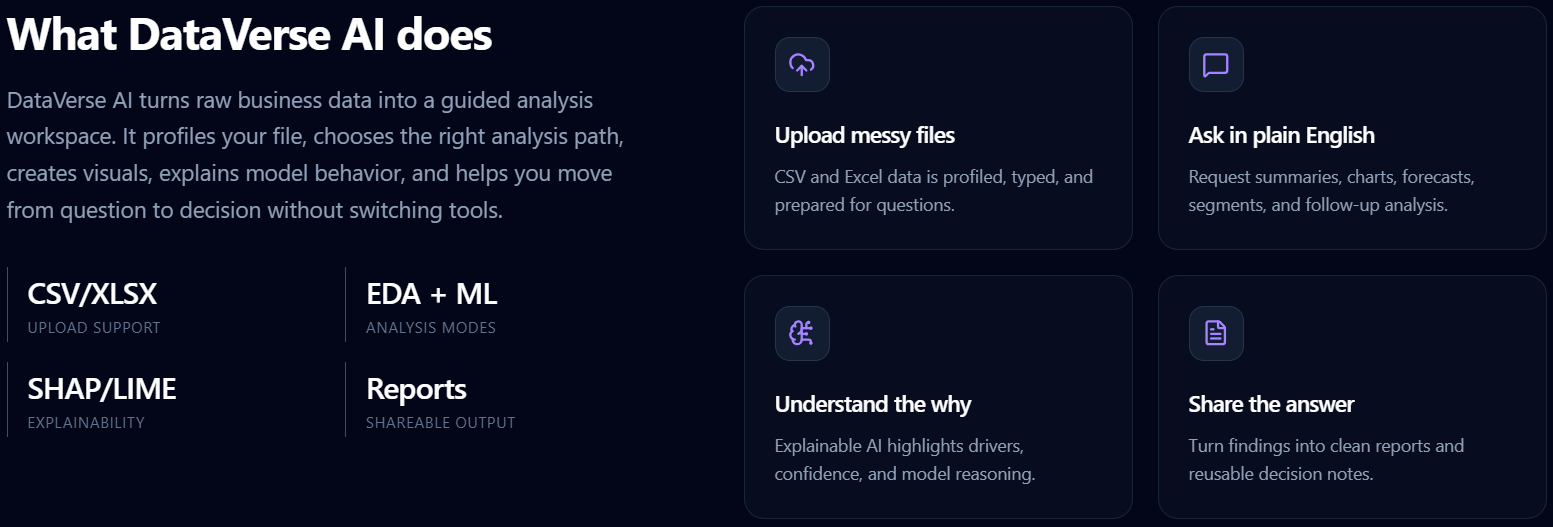 What DataVerse AI does
DataVerse AI turns raw business data into a guided analysis
workspace. It profiles your file, chooses the right analysis path,
creates visuals, explains model behavior, and helps you move
from question to decision without switching tools.
CSV/XLSX
UPLOAD SUPPORT
EDA + ML
ANALYSIS MODES
SHAP/LIME
EXPLAINABILITY
Reports
SHAREABLE OUTPUT
Upload messy files
CSV and Excel data is profiled, typed, and
prepared for questions.
Ask in plain English
Request summaries, charts, forecasts,
segments, and follow-up analysis.
Understand the why
Explainable AI highlights drivers,
confidence, and model reasoning.
Share the answer
Turn findings into clean reports and
reusable decision notes.